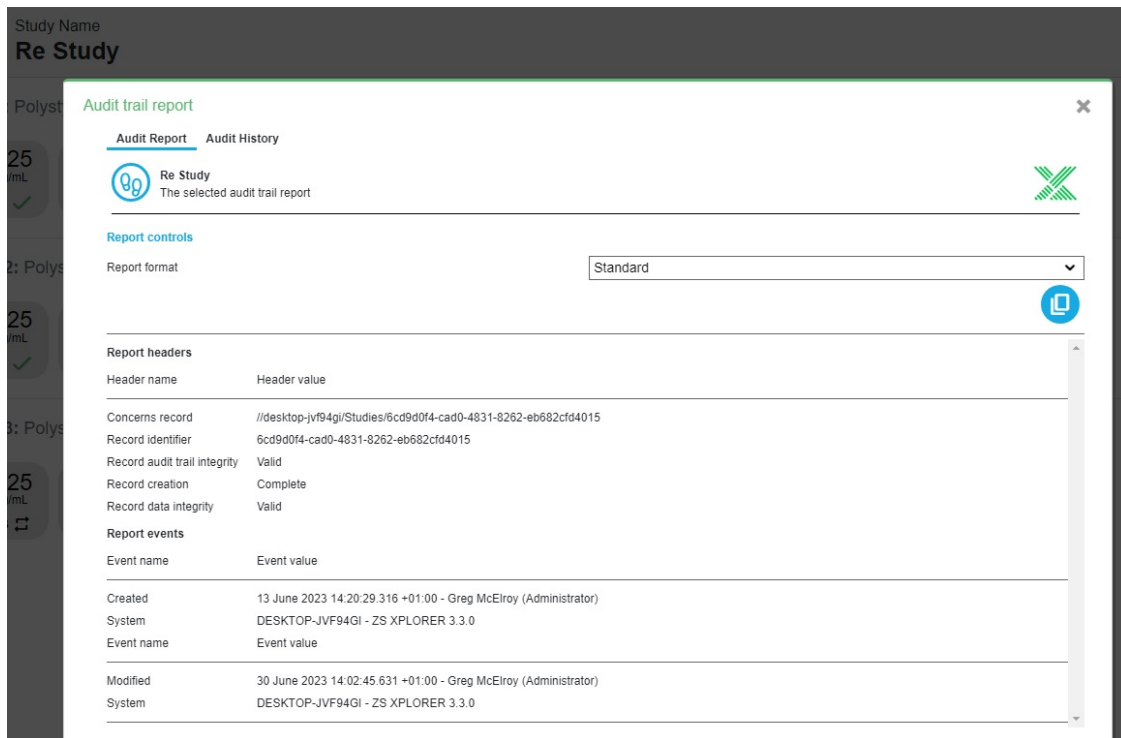 Study Name
Re Study
Audit trail report
Audit Report Audit History
Re Study
The selected audit trail report
Report controls
Report format Standard
Report headers
Header name Header value
Concerns record //desktop-jvf94gi/Studies/6cd9d0f4-cad0-4831-8262-eb682cfd4015
Record identifier 6cd9d0f4-cad0-4831-8262-eb682cfd4015
Record audit trail integrity Valid
Record creation Complete
Record data integrity Valid
Report events
Event name Event value
Created 13 June 2023 14:20:29.316 +01:00 - Greg McElroy (Administrator)
System DESKTOP-JVF94GI - ZS XPLORER 3.3.0
Event name Event value
Modified 30 June 2023 14:02:45.631 +01:00 - Greg McElroy (Administrator)
System DESKTOP-JVF94GI - ZS XPLORER 3.3.0
: Polyst
25
/mL
2: Polys
25
/mL
3: Polys
25
/mL